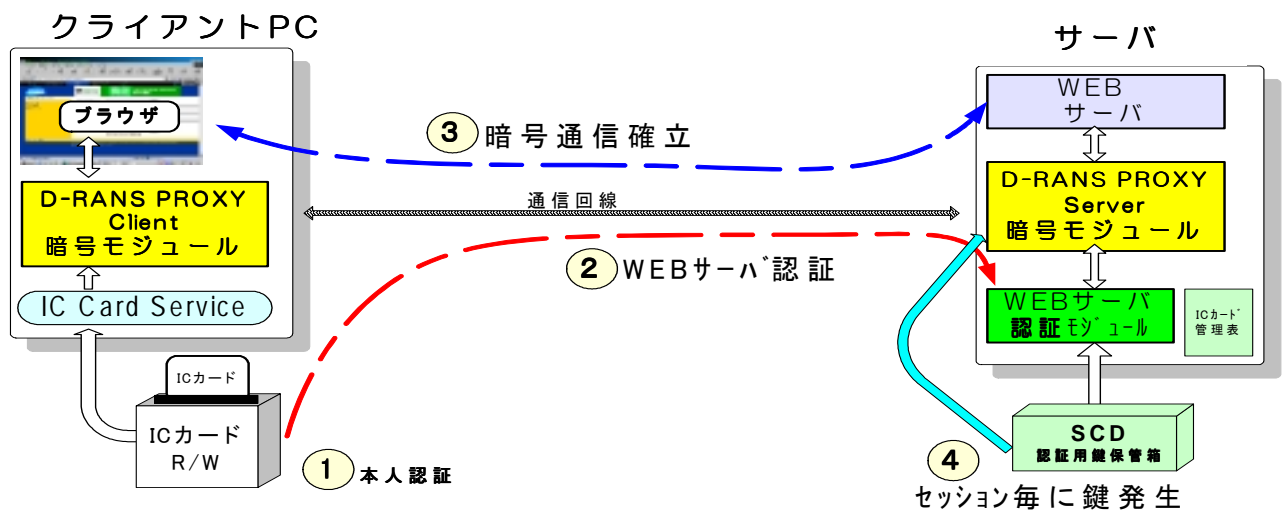 クライアントPC
ブラウザ
D-RANS PROXY
Client
暗号モジュール
IC Card Service
ICカード
ICカード
R/W
① 本人認証
② WEBサーバ認証
③ 暗号通信確立
通信回線
サーバ
WEB
サーバ
D-RANS PROXY
Server
暗号モジュール
WEBサーバ
認証モジュール
ICカード
管理表
SCD
認証用鍵保管箱
④
セッション毎に鍵発生